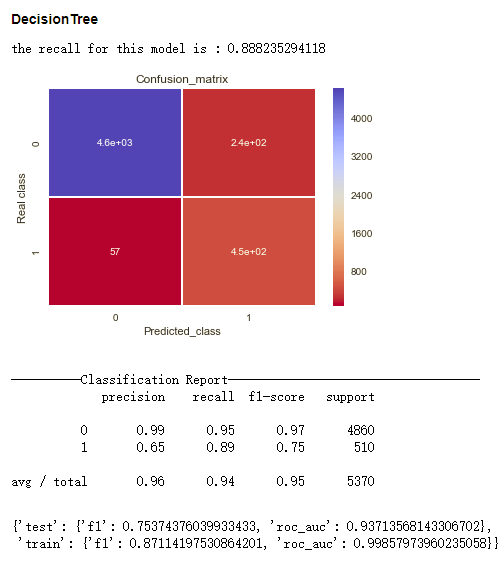 DecisionTree
the recall for this model is : 0.888235294118
Confusion_matrix
4.6e+03 2.4e+02
57 4.5e+02
0
1
Real class
0 1
Predicted_class
4000
3200
2400
1600
800
──────────Classification Report──────────────────────────────
precision recall f1-score support
0 0.99 0.95 0.97 4860
1 0.65 0.89 0.75 510
avg / total 0.96 0.94 0.95 5370
{'test': {'f1': 0.75374376039933433, 'roc_auc': 0.93713568143306702},
'train': {'f1': 0.87114197530864201, 'roc_auc': 0.99857973960235058}}